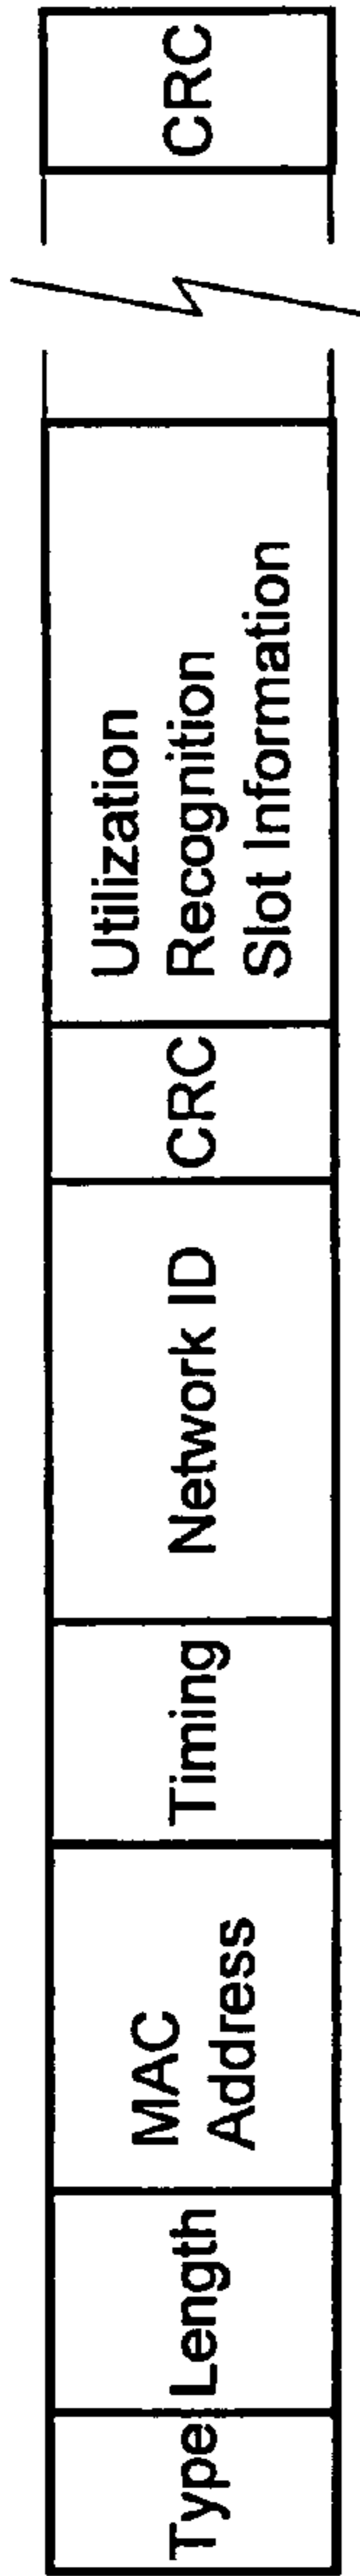 Type
Length
MAC
Address
Timing
Network ID
CRC
Utilization
Recognition
Slot Information
CRC